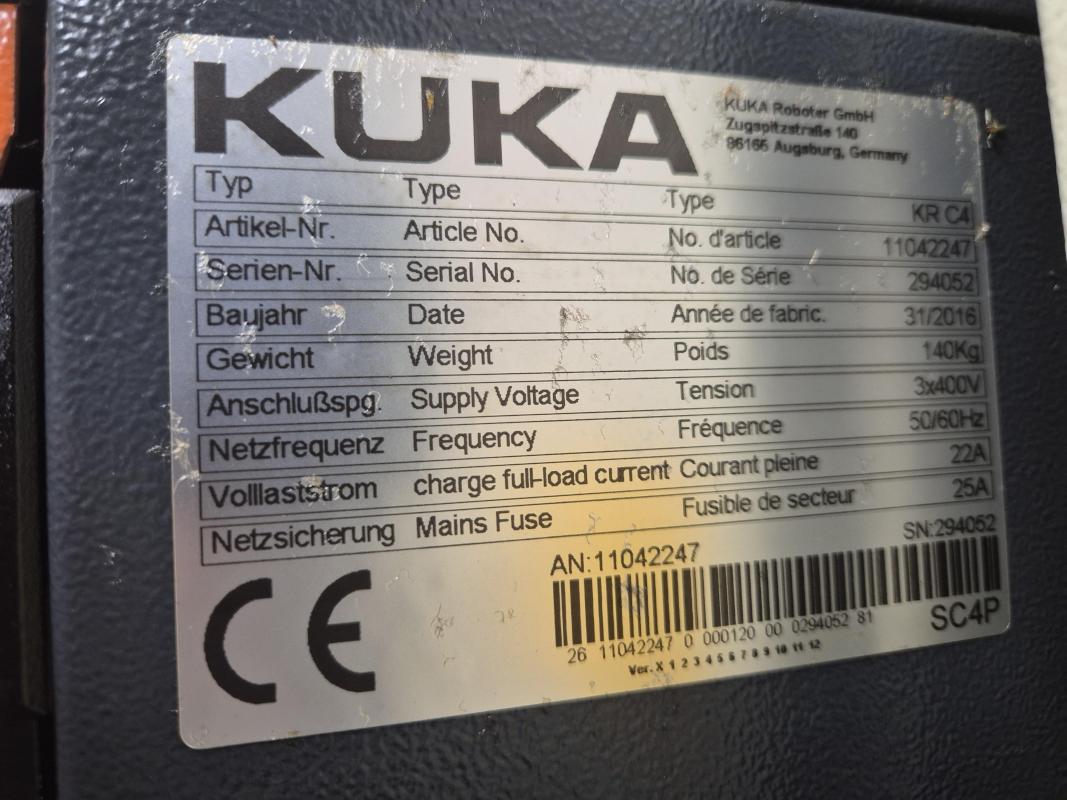 KUKA
KUKA Roboter GmbH
Zugspitzstraße 140
86165 Augsburg, Germany
Typ Type Type KR C4
Artikel-Nr. Article No. No. d'article 11042247
Serien-Nr. Serial No. No. de Série 294052
Baujahr Date Année de fabric. 31/2016
Gewicht Weight Poids 140Kg
Anschlußspg. Supply Voltage Tension 3x400V
Netzfrequenz Frequency Fréquence 50/60Hz
Volllaststrom charge full-load current Courant pleine 22A
Netzsicherung Mains Fuse Fusible de secteur 25A
AN:11042247 SN:294052
26 11042247 0 000120 00 0294052 81
SC4P
Ver. X 1 2 3 4 5 6 7 8 9 10 11 12
CE